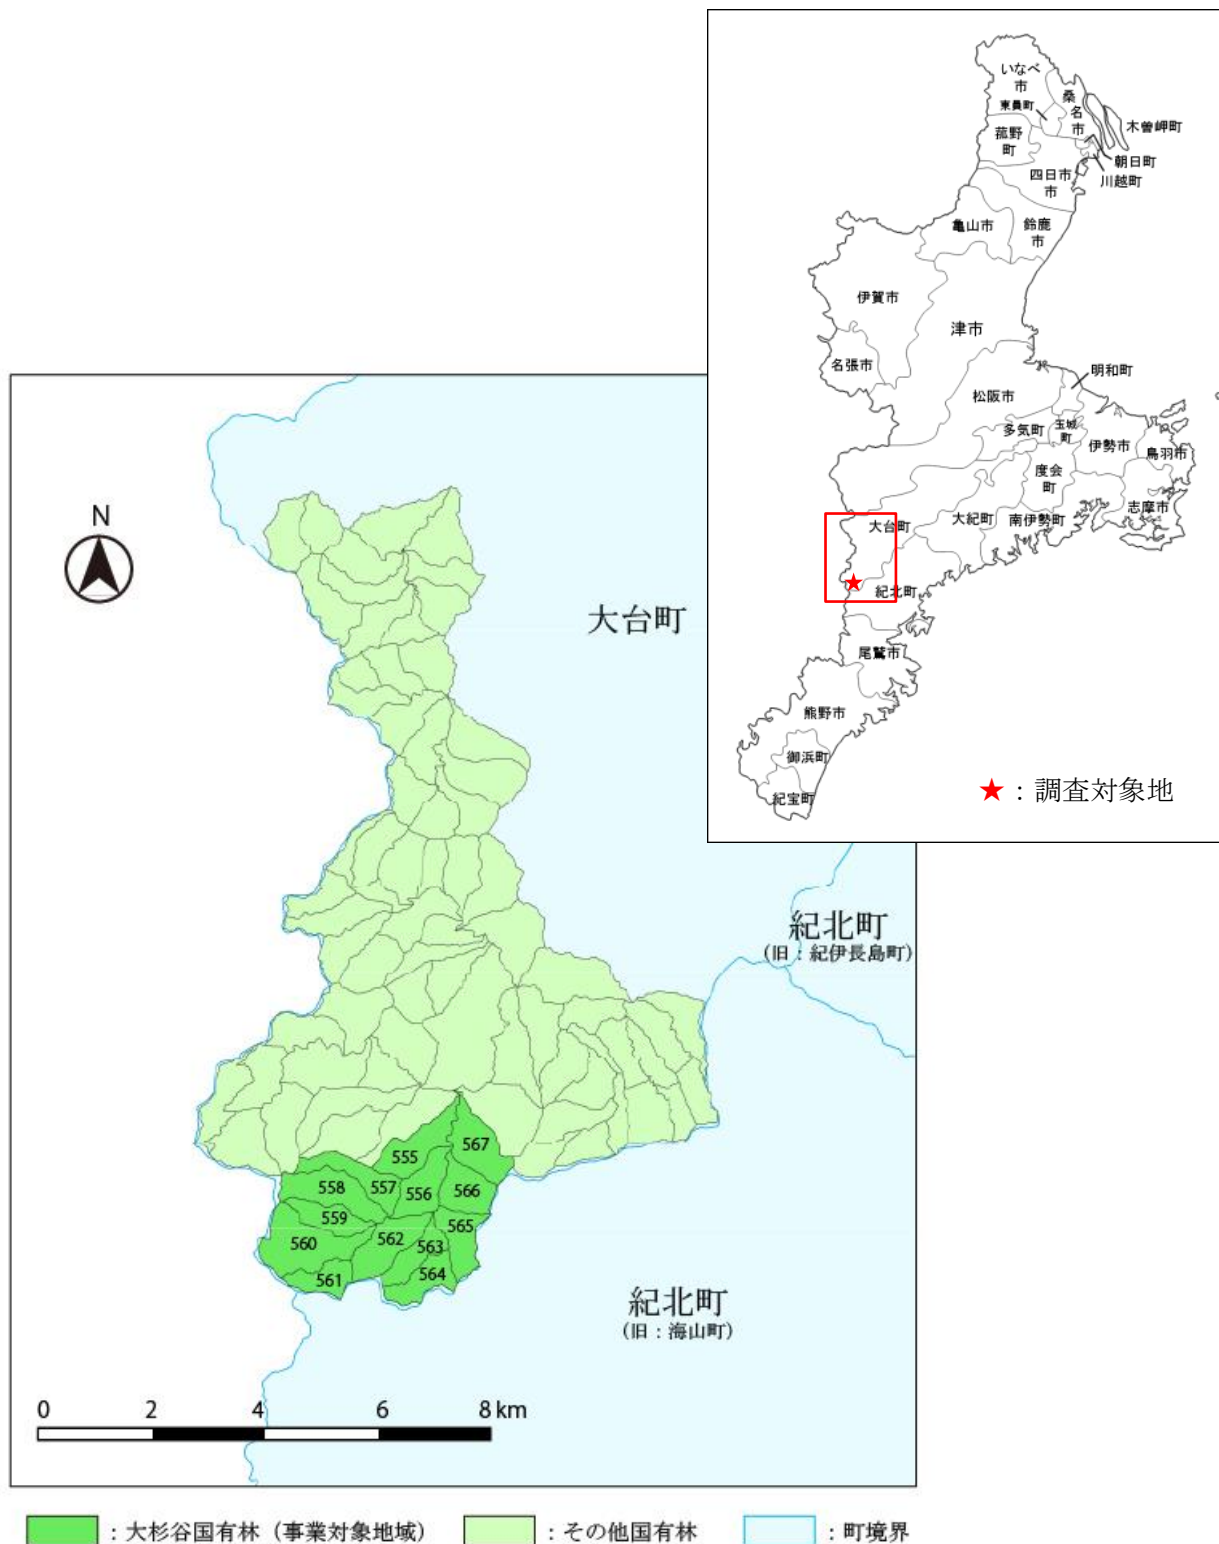 いなべ
市
東員町
桑
名
市
木曽岬町
菰野
町
朝日町
四日市
市
川越町
亀山市
鈴鹿
市
伊賀市
津市
名張市
明和町
松阪市
多気町
玉城
町
伊勢市
鳥羽市
度会
町
志摩市
大台町
大紀町
南伊勢町
紀北町
尾鷲市
熊野市
御浜町
紀宝町
★：調査対象地
N
大台町
紀北町
(旧：紀伊長島町)
567
555
558
557
556
566
559
565
560
562
563
561
564
紀北町
(旧：海山町)
0 2 4 6 8 km
：大杉谷国有林（事業対象地域） ：その他国有林 ：町境界